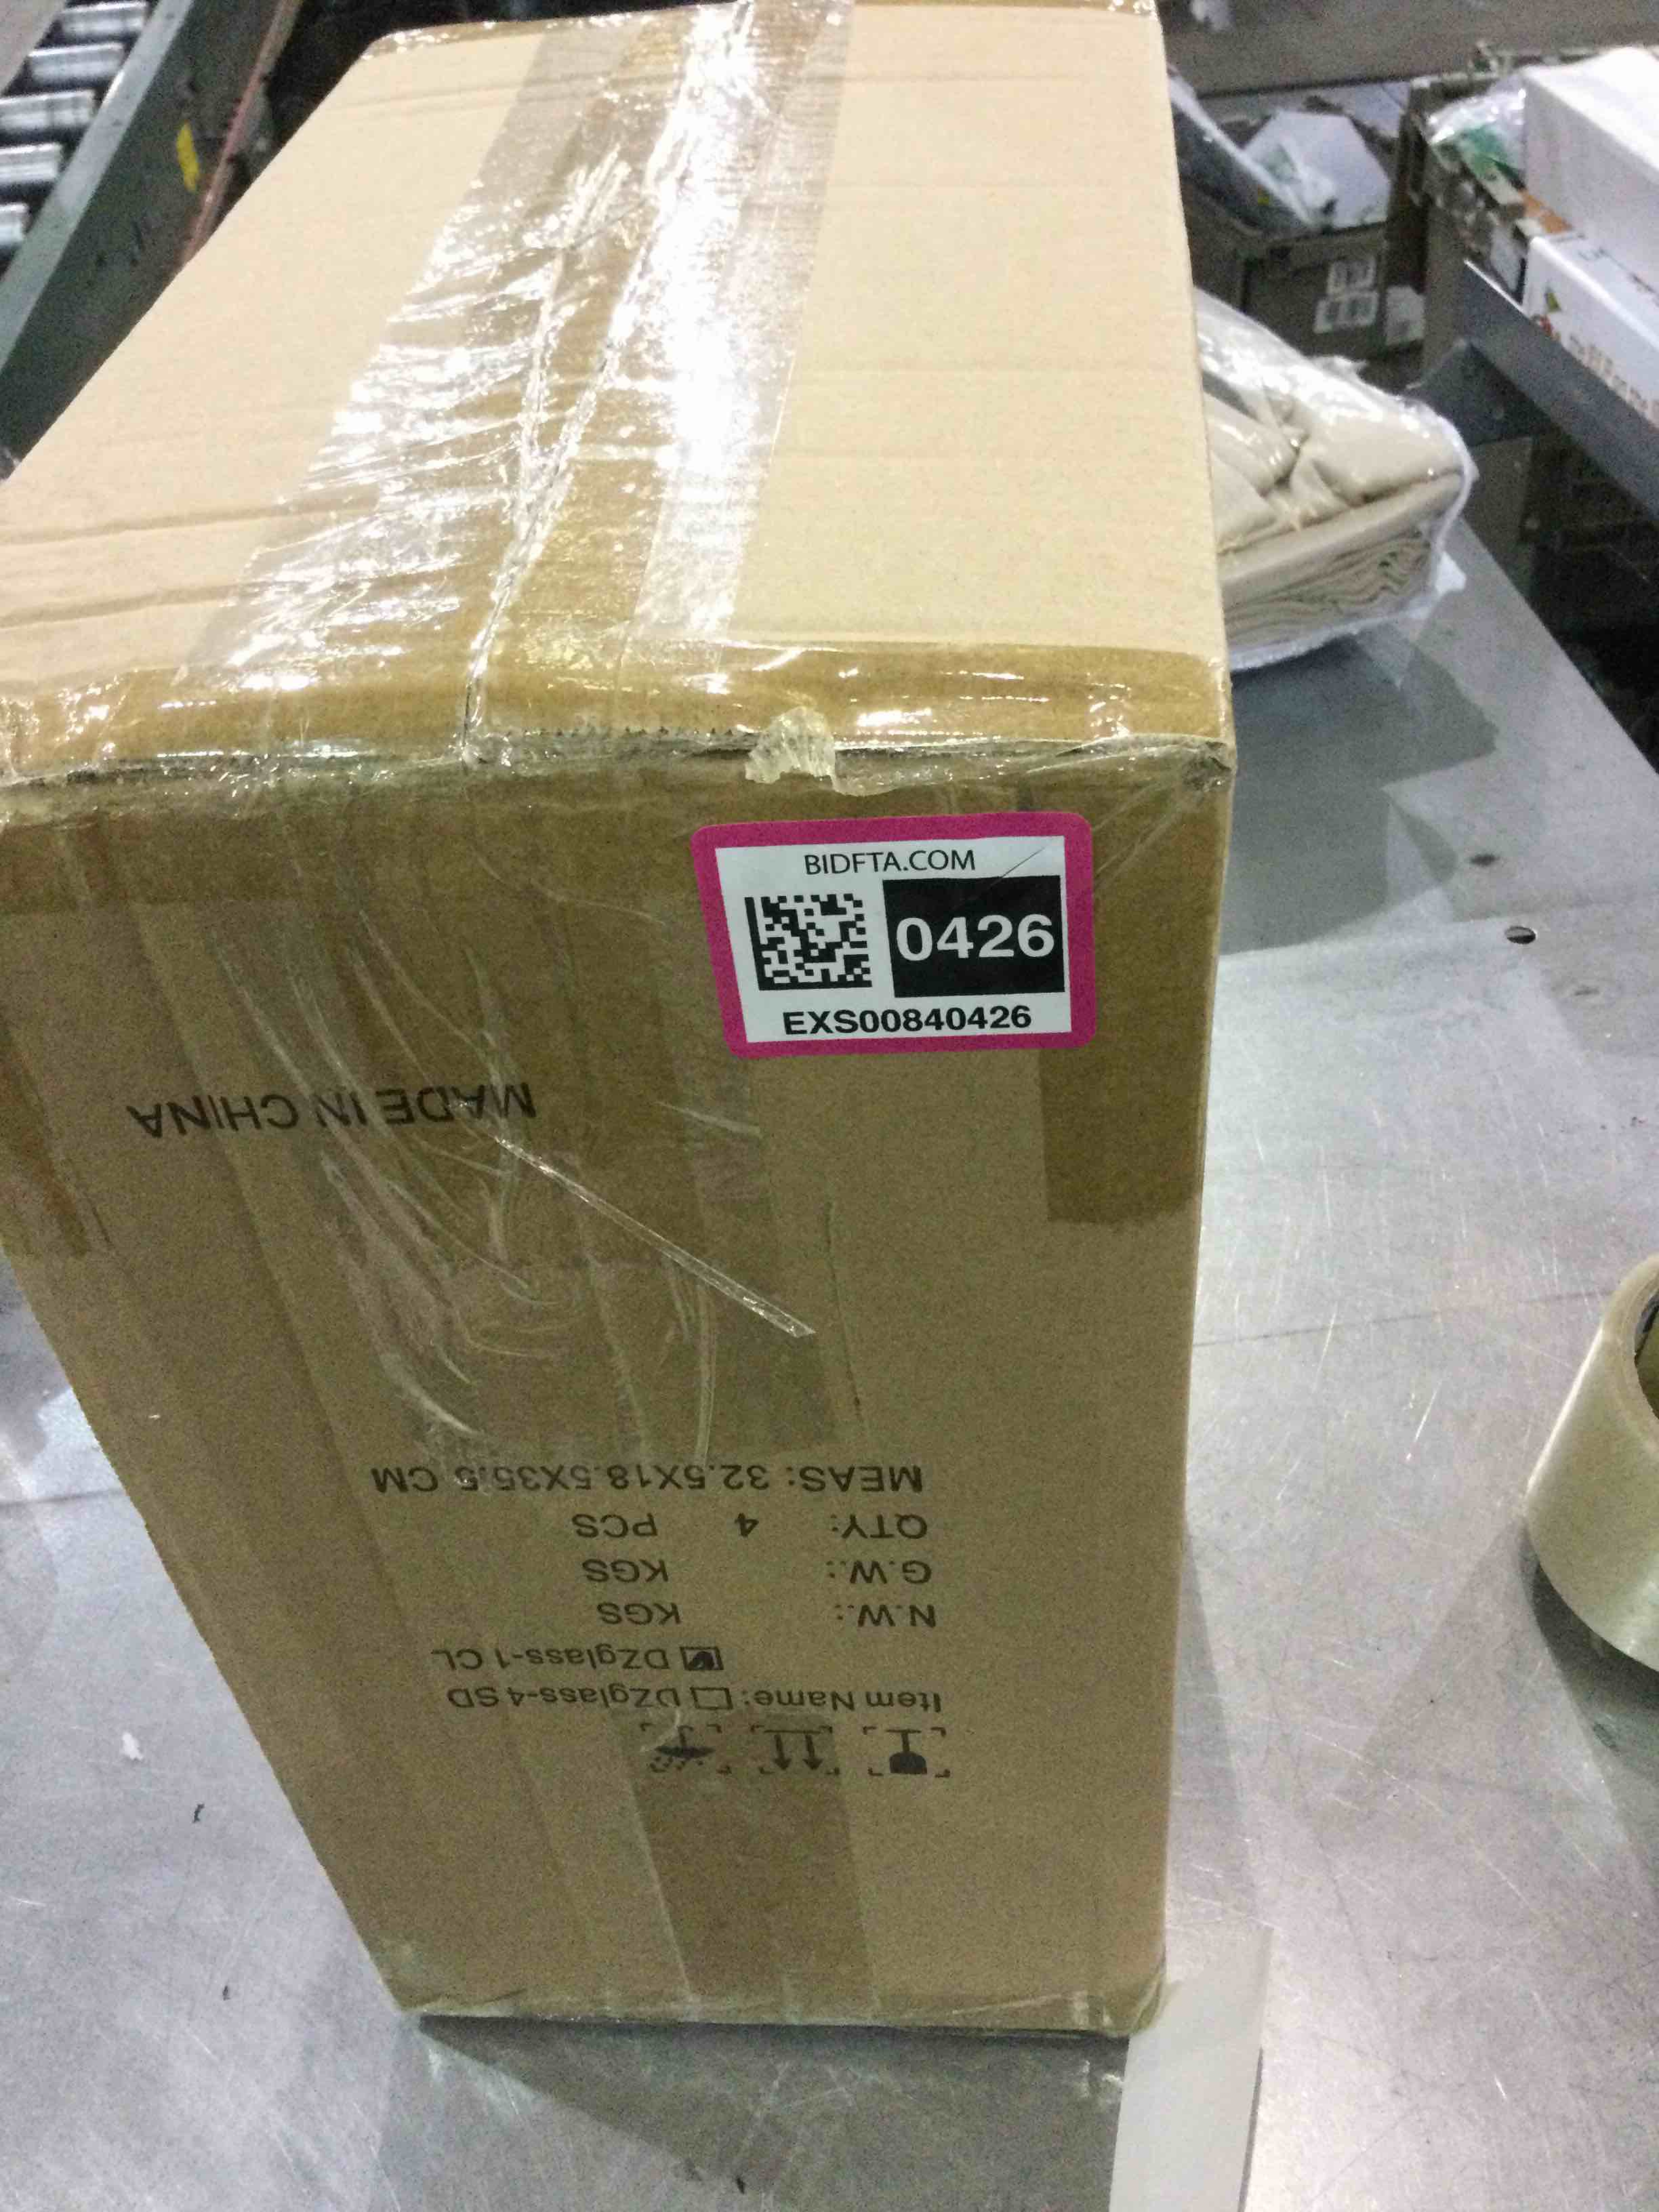 BIDFTA.COM
0426
EXS00840426
Item Name: DZglass-4 SD
DZglass-1 CL
N.W.: KGS
G.W.: KGS
QTY: 4 PCS
MEAS: 32.5X18.5X35.5 CM
MADE IN CHINA